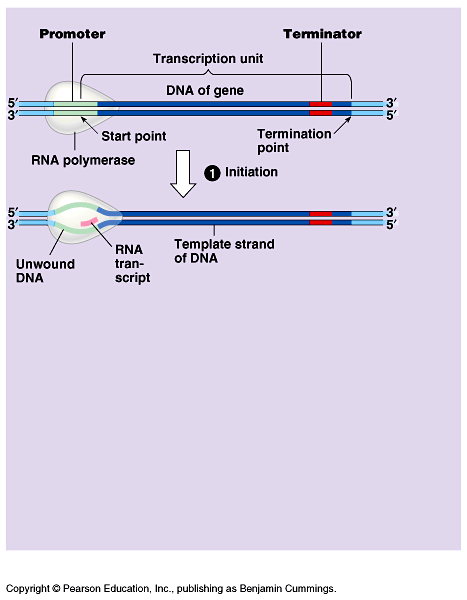 Promoter
Terminator
Transcription unit
DNA of gene
5′
3′
3′
5′
Start point
Termination
point
RNA polymerase
1 Initiation
5′
3′
3′
5′
Unwound
DNA
RNA
tran-
script
Template strand
of DNA
Copyright © Pearson Education, Inc., publishing as Benjamin Cummings.